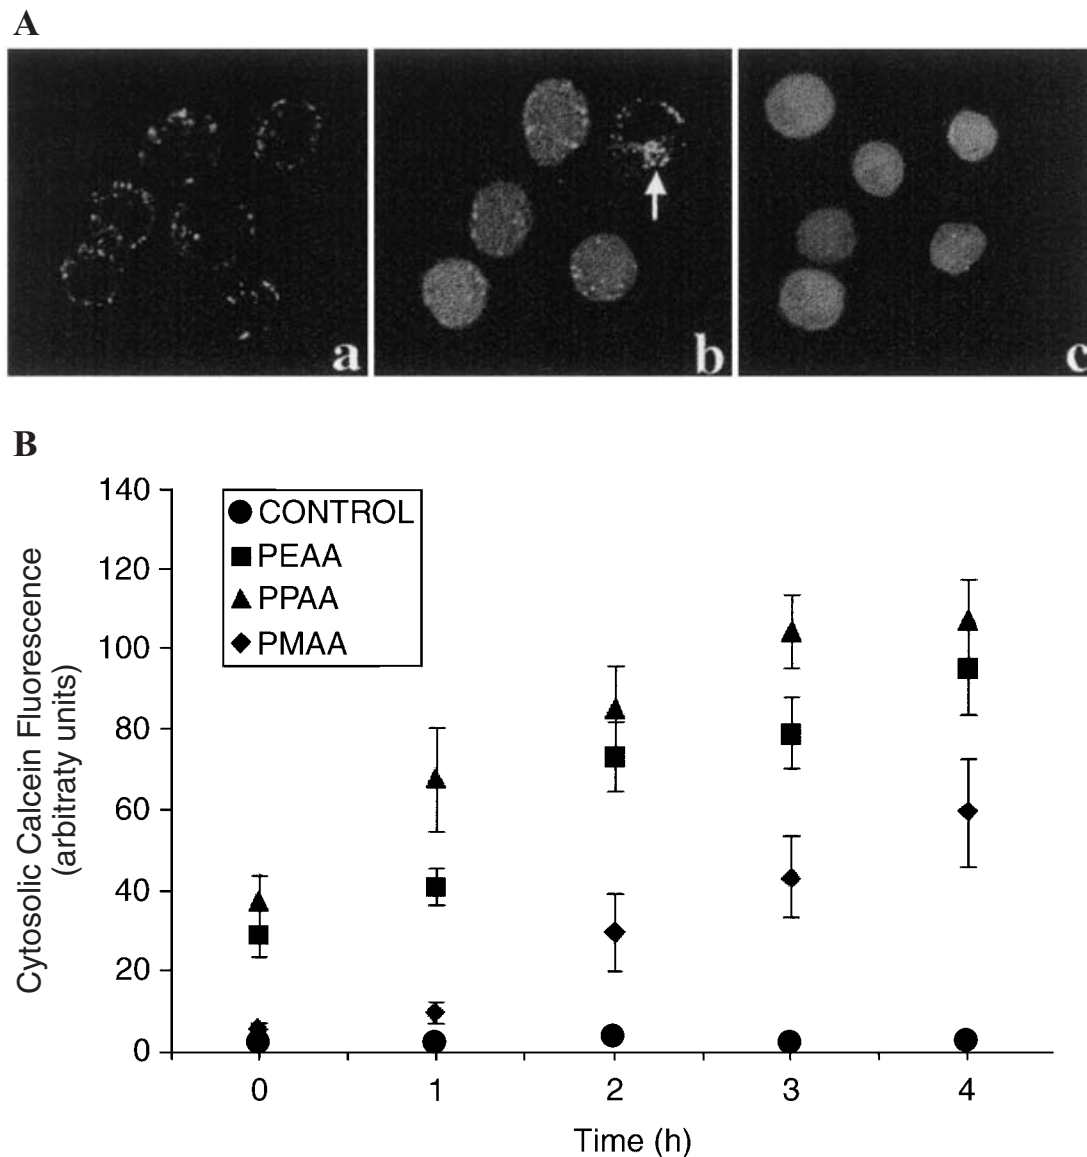 A
a
b
c
B
Cytosolic Calcein Fluorescence
(arbitraty units)
140
120
100
80
60
40
20
0
CONTROL
PEAA
PPAA
PMAA
0 1 2 3 4
Time (h)